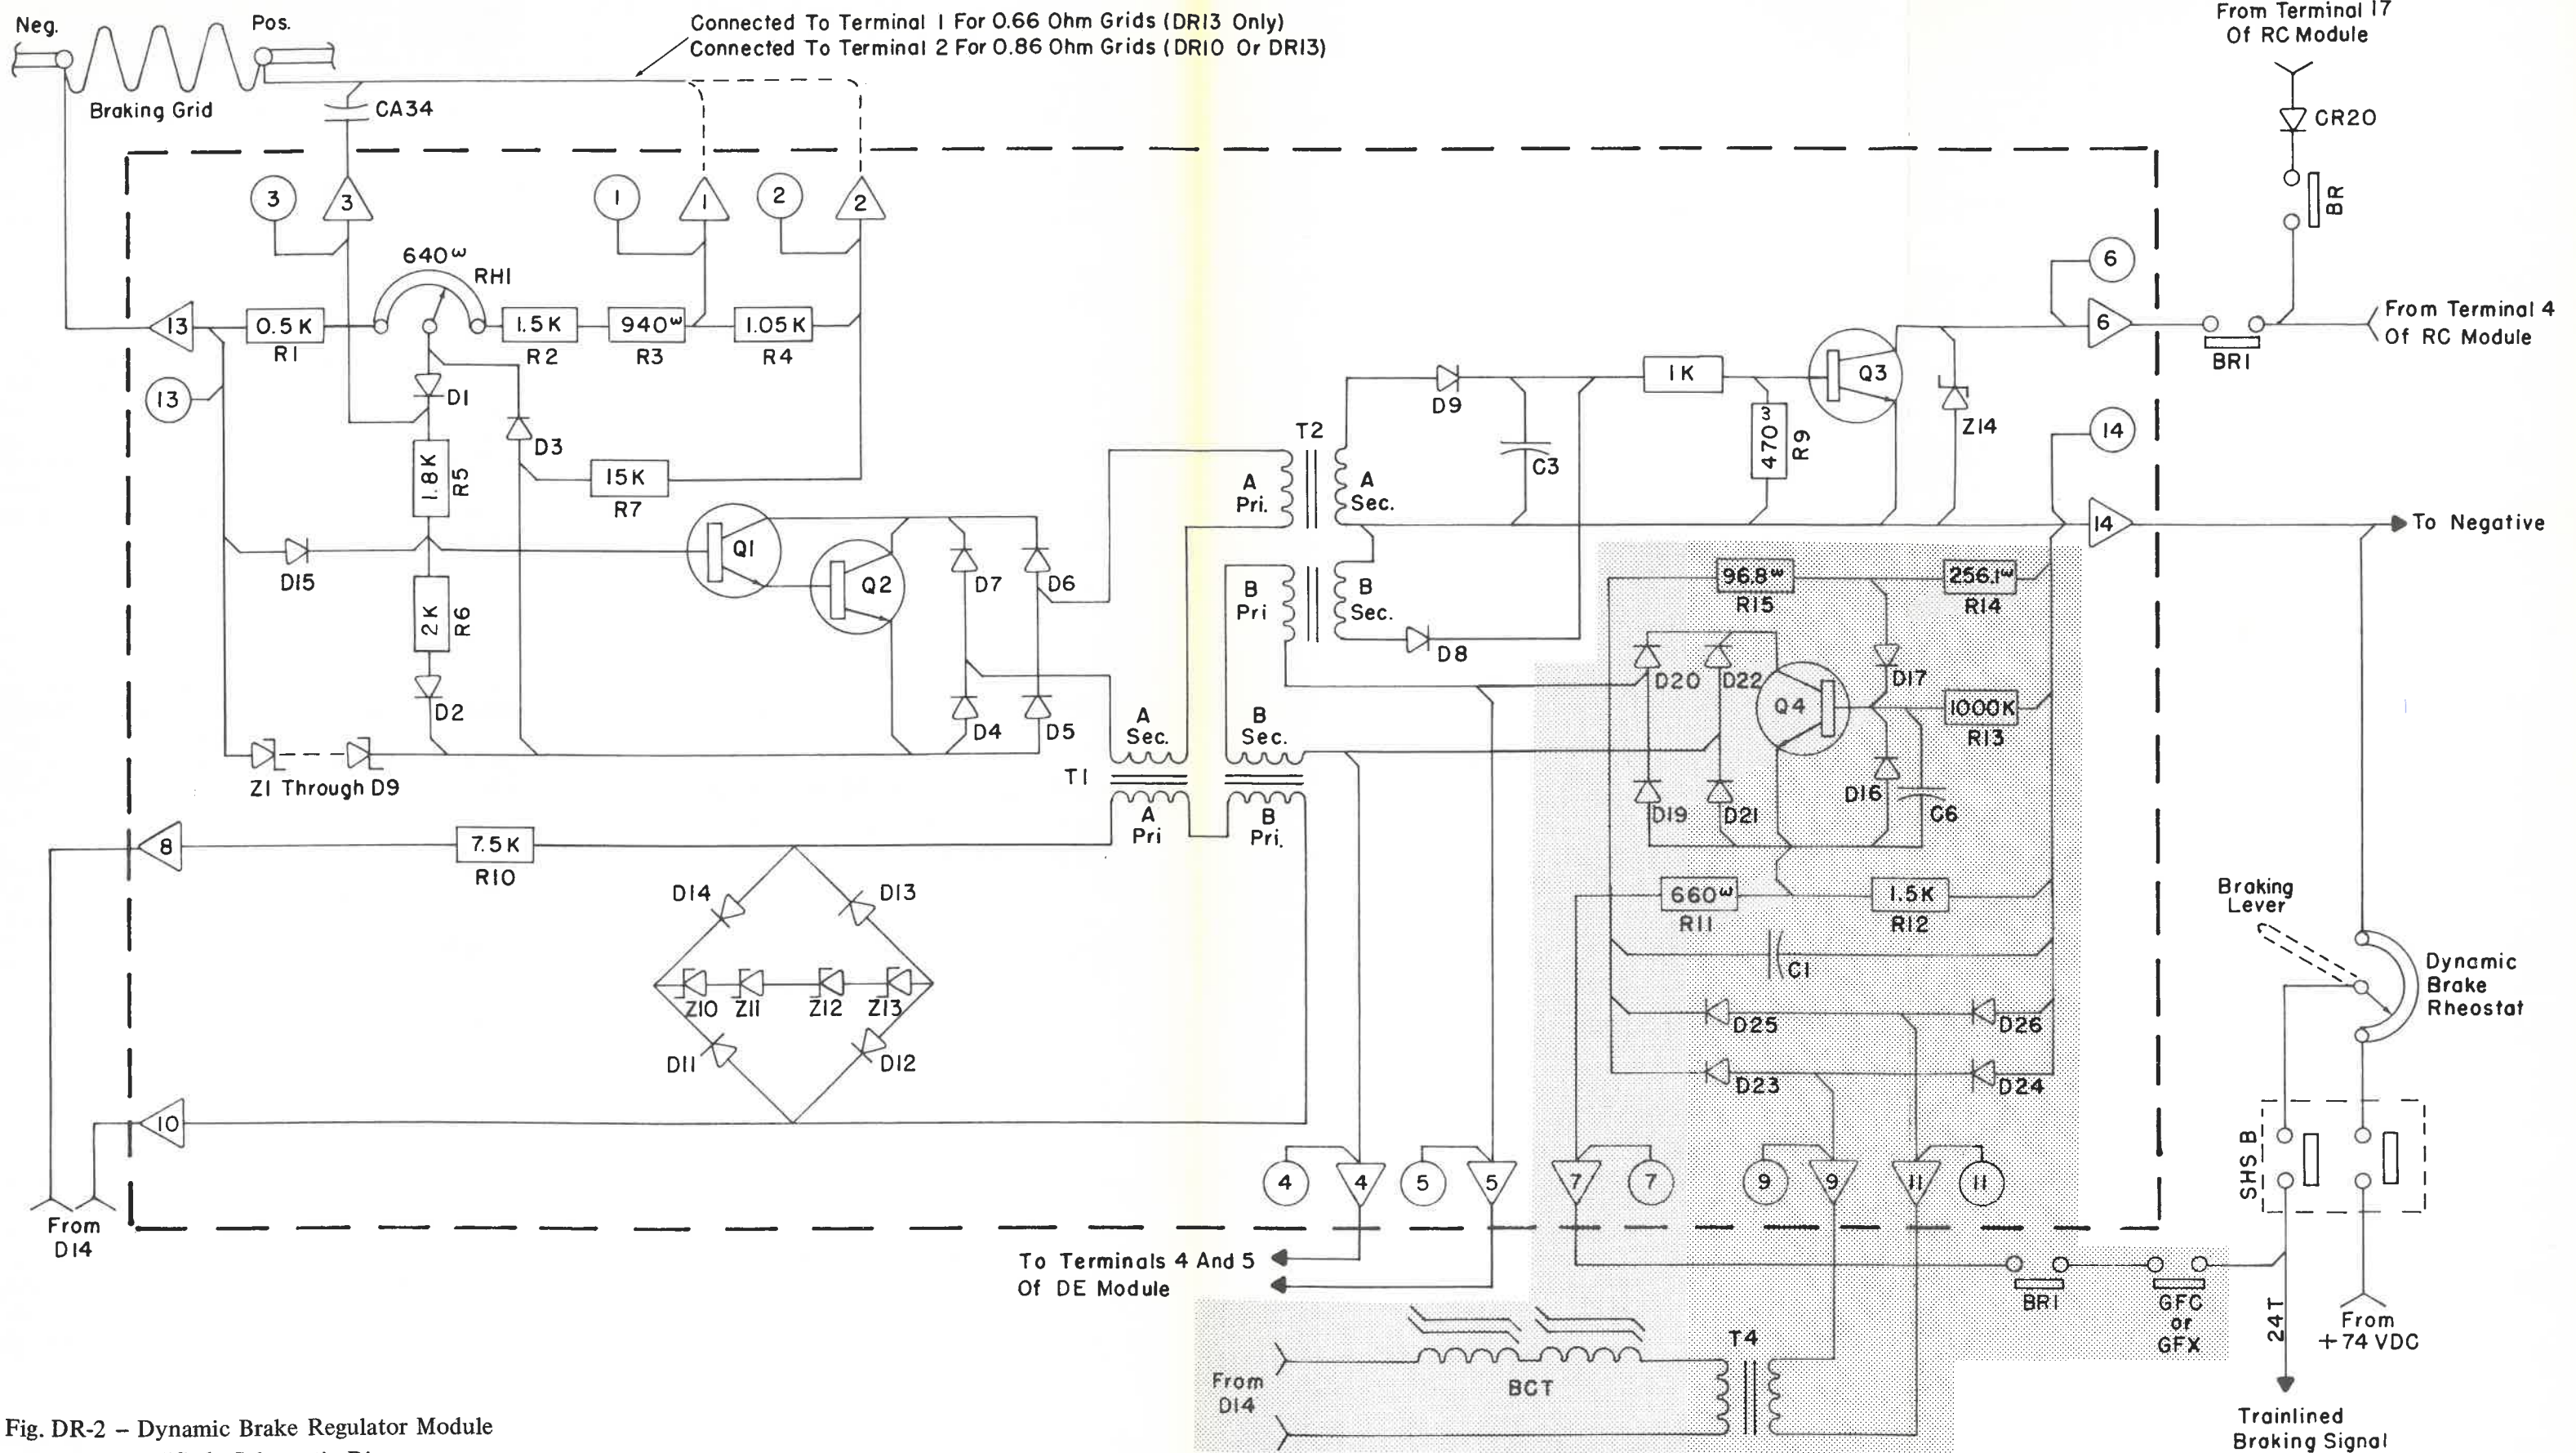 Neg.
Pos.
Braking Grid
CA34
Connected To Terminal 1 For 0.66 Ohm Grids (DR13 Only)
Connected To Terminal 2 For 0.86 Ohm Grids (DR10 Or DR13)
From Terminal 17
Of RC Module
CR20
BR
3
3
1
1
2
2
640ω
RH1
13
0.5K
R1
1.5K
R2
940ω
R3
1.05K
R4
13
D1
D3
1.8K
R5
15K
R7
D15
Q1
Q2
D7
D6
2K
R6
D2
D4
D5
Z1 Through D9
T2
A
Pri.
A
Sec.
B
Pri
B
Sec.
D9
C3
1K
470ω
R9
Q3
Z14
D8
6
6
BR1
From Terminal 4
Of RC Module
14
14
To Negative
96.8ω
R15
256.1ω
R14
D20
D22
D17
Q4
1000K
R13
D19
D21
D16
C6
660ω
R11
1.5K
R12
C1
D25
D26
D23
D24
A
Sec.
B
Sec.
T1
A
Pri
B
Pri.
8
7.5K
R10
D14
D13
Z10
Z11
Z12
Z13
D11
D12
10
From
D14
4
4
5
5
7
7
9
9
11
11
To Terminals 4 And 5
Of DE Module
Braking
Lever
Dynamic
Brake
Rheostat
SHS B
BR1
GFC
or
GFX
24T
From
+74 VDC
Trainlined
Braking Signal
From
D14
BCT
T4
Fig. DR-2 – Dynamic Brake Regulator Module